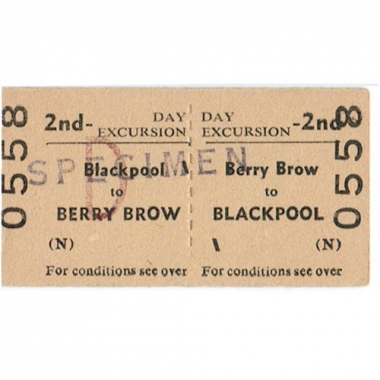 0558
2nd- DAY EXCURSION
Blackpool
to
BERRY BROW
(N)
For conditions see over
DAY EXCURSION -2nd
Berry Brow
to
BLACKPOOL
(N)
For conditions see over
0558
SPECIMEN
D